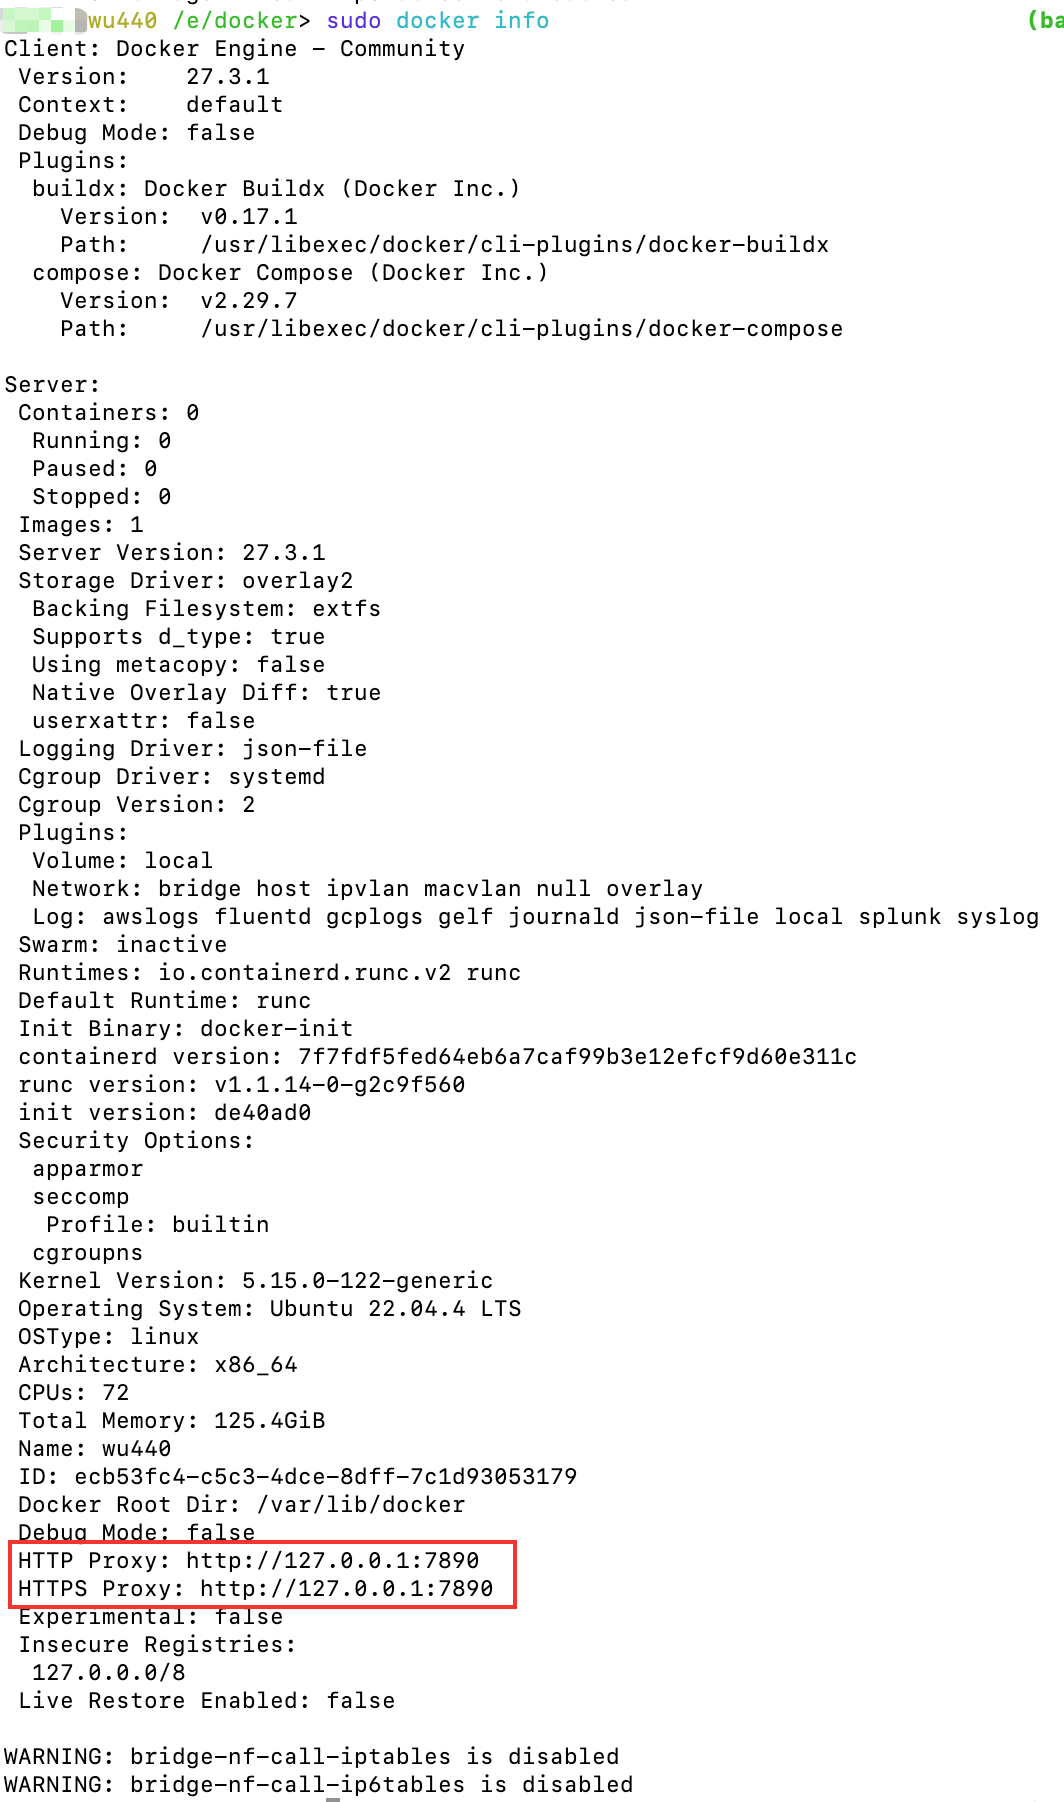 wu440 /e/docker> sudo docker info (ba
Client: Docker Engine - Community
 Version:    27.3.1
 Context:    default
 Debug Mode: false
 Plugins:
  buildx: Docker Buildx (Docker Inc.)
    Version:  v0.17.1
    Path:     /usr/libexec/docker/cli-plugins/docker-buildx
  compose: Docker Compose (Docker Inc.)
    Version:  v2.29.7
    Path:     /usr/libexec/docker/cli-plugins/docker-compose

Server:
 Containers: 0
  Running: 0
  Paused: 0
  Stopped: 0
 Images: 1
 Server Version: 27.3.1
 Storage Driver: overlay2
  Backing Filesystem: extfs
  Supports d_type: true
  Using metacopy: false
  Native Overlay Diff: true
  userxattr: false
 Logging Driver: json-file
 Cgroup Driver: systemd
 Cgroup Version: 2
 Plugins:
  Volume: local
  Network: bridge host ipvlan macvlan null overlay
  Log: awslogs fluentd gcplogs gelf journald json-file local splunk syslog
 Swarm: inactive
 Runtimes: io.containerd.runc.v2 runc
 Default Runtime: runc
 Init Binary: docker-init
 containerd version: 7f7fdf5fed64eb6a7caf99b3e12efcf9d60e311c
 runc version: v1.1.14-0-g2c9f560
 init version: de40ad0
 Security Options:
  apparmor
  seccomp
   Profile: builtin
  cgroupns
 Kernel Version: 5.15.0-122-generic
 Operating System: Ubuntu 22.04.4 LTS
 OSType: linux
 Architecture: x86_64
 CPUs: 72
 Total Memory: 125.4GiB
 Name: wu440
 ID: ecb53fc4-c5c3-4dce-8dff-7c1d93053179
 Docker Root Dir: /var/lib/docker
 Debug Mode: false
 HTTP Proxy: http://127.0.0.1:7890
 HTTPS Proxy: http://127.0.0.1:7890
 Experimental: false
 Insecure Registries:
  127.0.0.0/8
 Live Restore Enabled: false

WARNING: bridge-nf-call-iptables is disabled
WARNING: bridge-nf-call-ip6tables is disabled